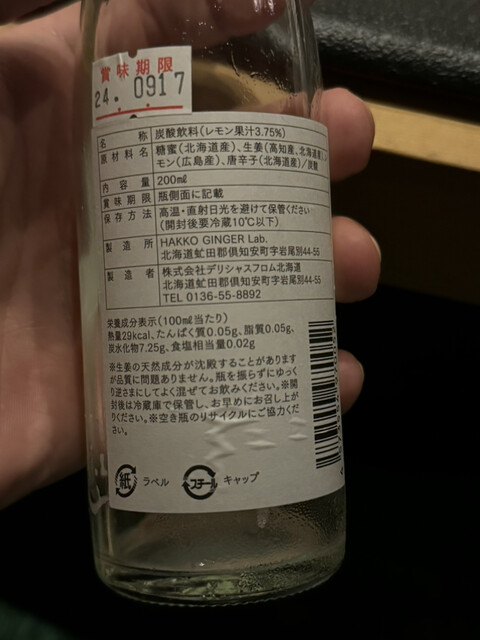 賞味期限
24. 0917
名称 炭酸飲料(レモン果汁3.75%)
原材料名 糖蜜(北海道産)、生姜(高知産、北海道産)、
モン(広島産)、唐辛子(北海道産)/炭酸
内容量 200㎖
賞味期限 瓶側面に記載
保存方法 高温・直射日光を避けて保管ください
(開封後要冷蔵10℃以下)
製造所 HAKKO GINGER Lab.
北海道虻田郡倶知安町字岩尾別44-55
製造者 株式会社デリシャスフロム北海道
北海道虻田郡倶知安町字岩尾別44-55
TEL 0136-55-8892
栄養成分表示(100㎖当たり)
熱量29kcal、たんぱく質0.05g、脂質0.05g、
炭水化物7.25g、食塩相当量0.02g
※生姜の天然成分が沈殿することがあります
が品質に問題ありません。瓶を振らずにゆっく
り逆さまにしてよく混ぜてお飲みください。※開
封後は冷蔵庫で保管し、お早めにお召し上が
りください。※空き瓶のリサイクルにご協力くだ
さい。
紙 ラベル スチール キャップ